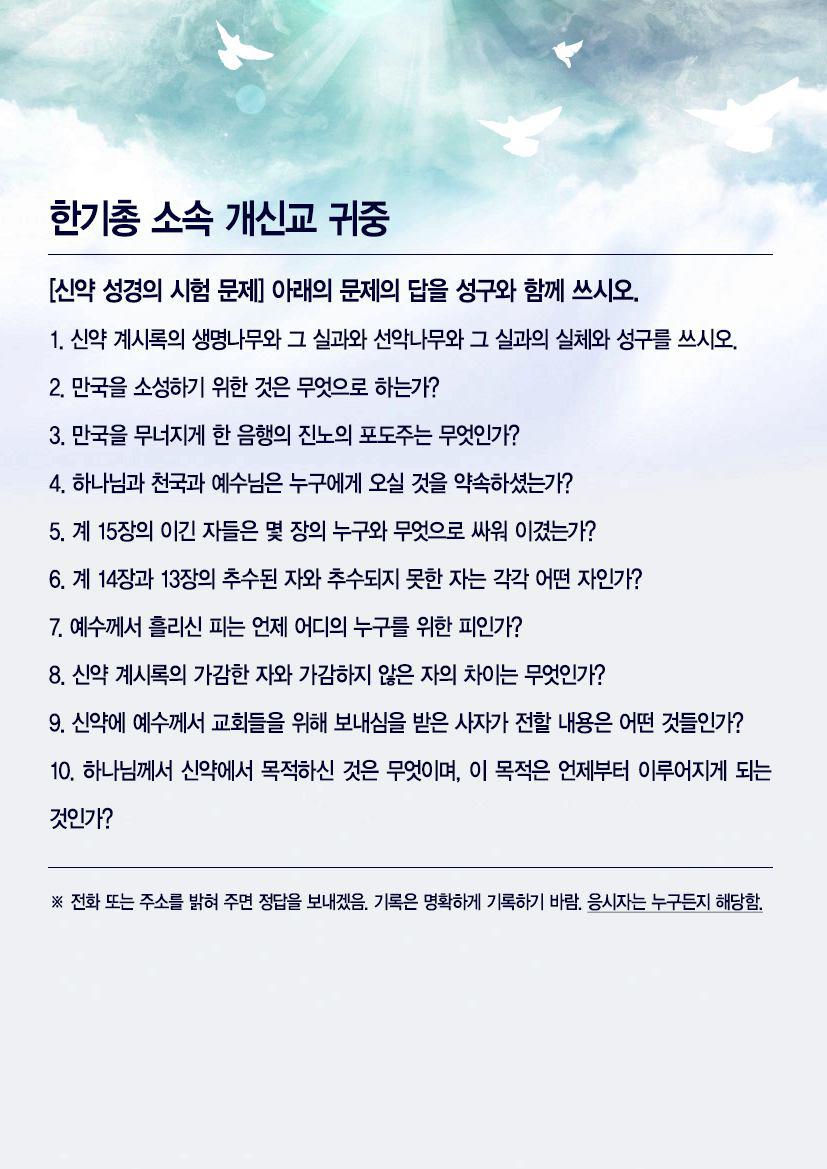 한기총 소속 개신교 귀중
[신약 성경의 시험 문제] 아래의 문제의 답을 성구와 함께 쓰시오.
1. 신약 계시록의 생명나무와 그 실과와 선악나무와 그 실과의 실체와 성구를 쓰시오.
2. 만국을 소성하기 위한 것은 무엇으로 하는가?
3. 만국을 무너지게 한 음행의 진노의 포도주는 무엇인가?
4. 하나님과 천국과 예수님은 누구에게 오실 것을 약속하셨는가?
5. 계 15장의 이긴 자들은 몇 장의 누구와 무엇으로 싸워 이겼는가?
6. 계 14장과 13장의 추수된 자와 추수되지 못한 자는 각각 어떤 자인가?
7. 예수께서 흘리신 피는 언제 어디의 누구를 위한 피인가?
8. 신약 계시록의 가감한 자와 가감하지 않은 자의 차이는 무엇인가?
9. 신약에 예수께서 교회들을 위해 보내심을 받은 사자가 전할 내용은 어떤 것들인가?
10. 하나님께서 신약에서 목적하신 것은 무엇이며, 이 목적은 언제부터 이루어지게 되는
것인가?
※ 전화 또는 주소를 밝혀 주면 정답을 보내겠음. 기록은 명확하게 기록하기 바람. 응시자는 누구든지 해당함.